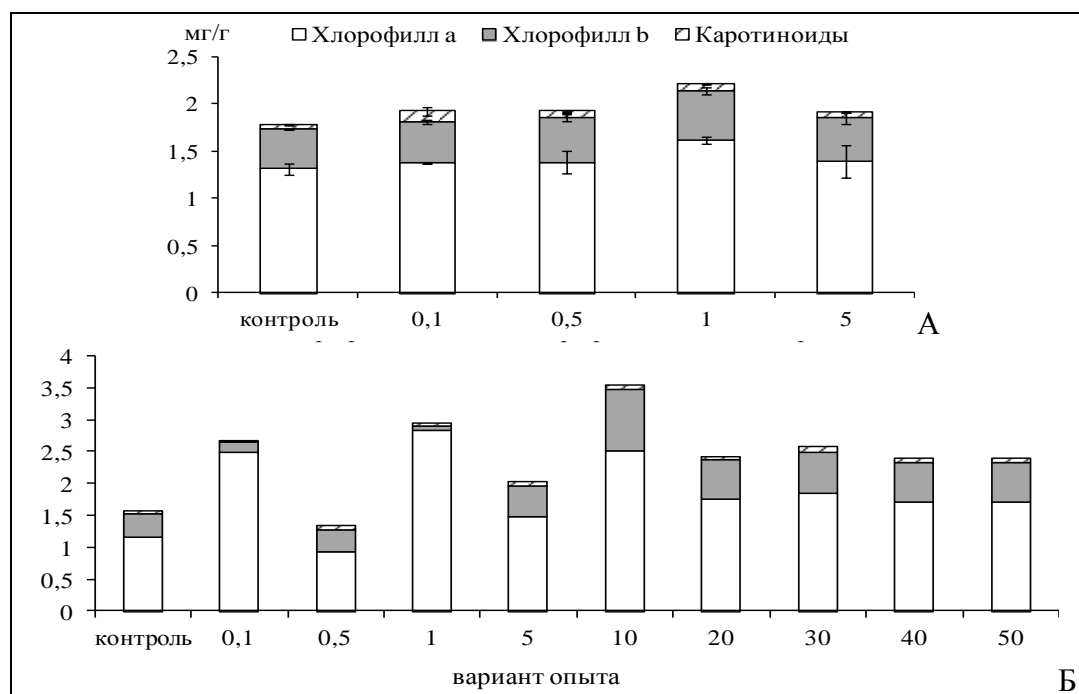 мг/г
Хлорофилл a Хлорофилл b Каротиноиды
2,5
2
1,5
1
0,5
0
контроль 0,1 0,5 1 5
А
4
3,5
3
2,5
2
1,5
1
0,5
0
контроль 0,1 0,5 1 5 10 20 30 40 50
вариант опыта
Б